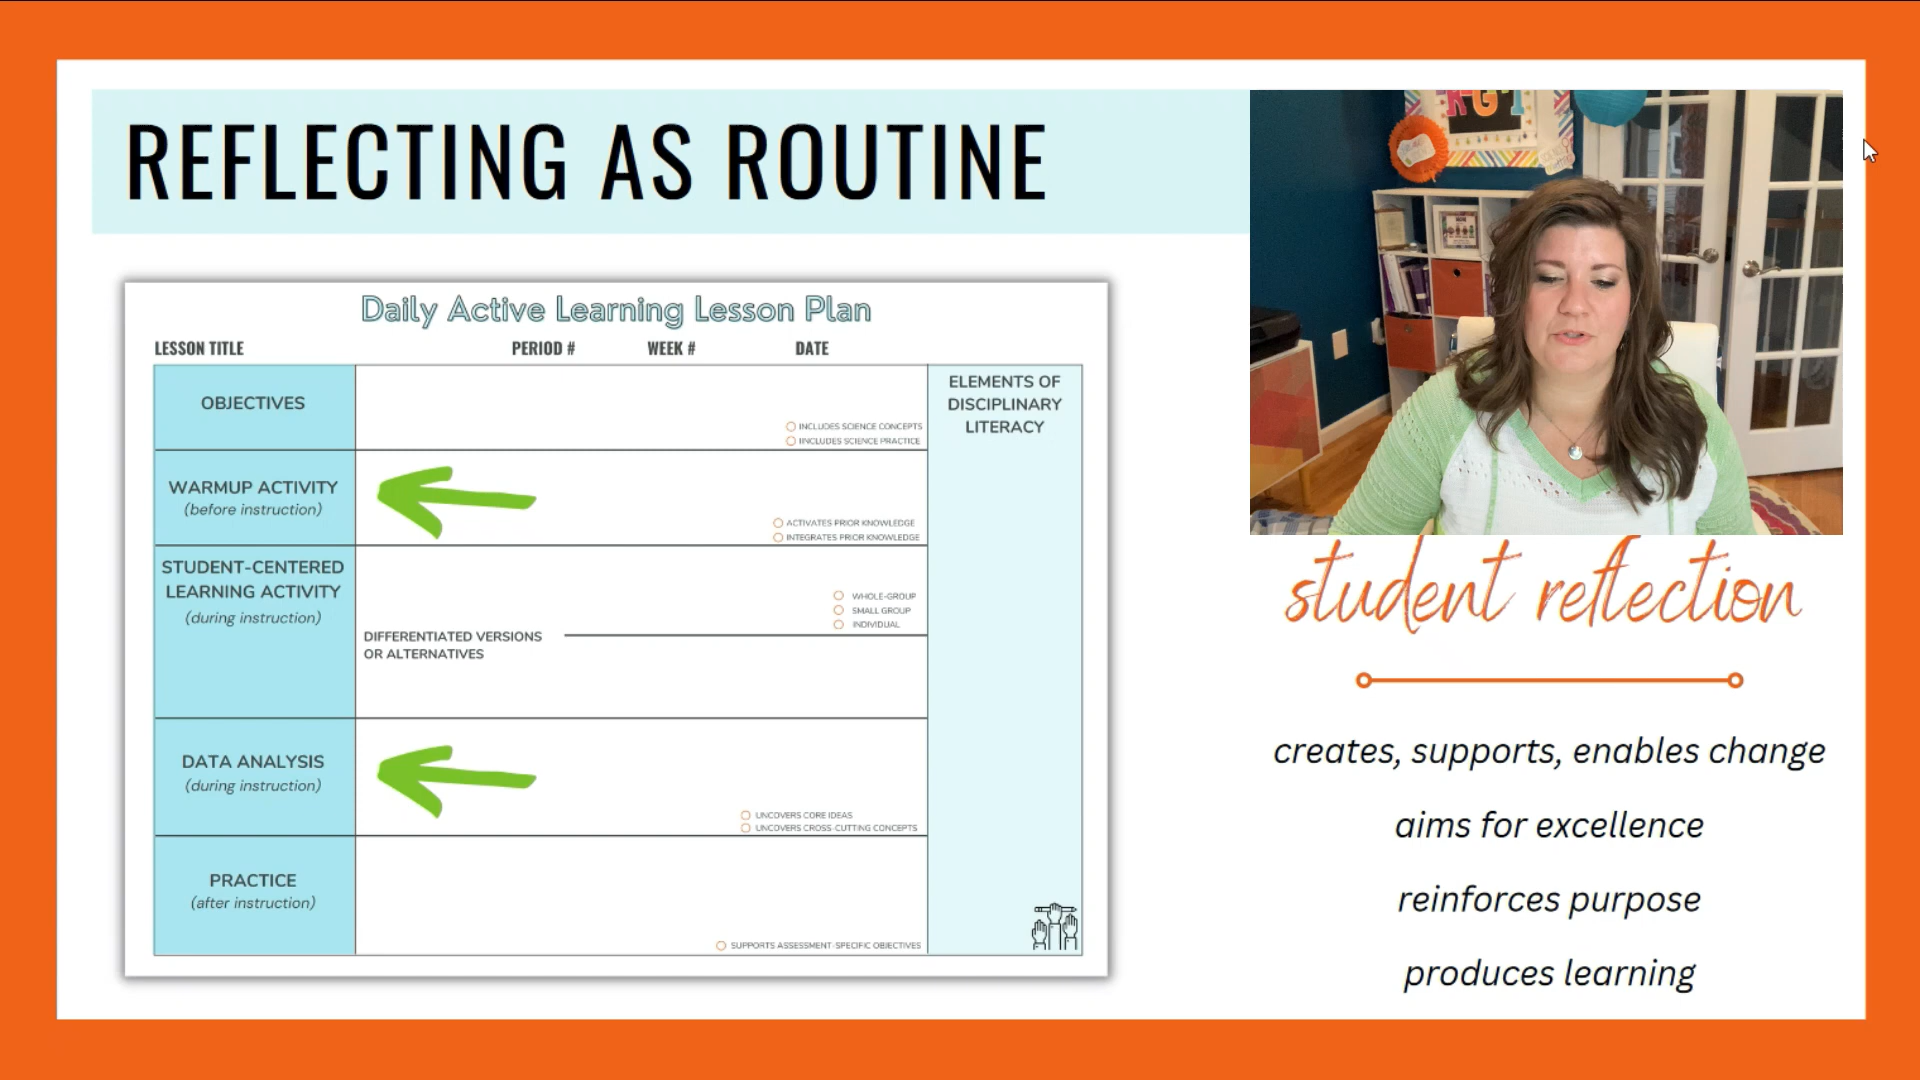 REFLECTING AS ROUTINE
Daily Active Learning Lesson Plan
LESSON TITLE PERIOD # WEEK # DATE
OBJECTIVES
INCLUDES SCIENCE CONCEPTS
INCLUDES SCIENCE PRACTICE
ELEMENTS OF
DISCIPLINARY
LITERACY
WARMUP ACTIVITY
(before instruction)
ACTIVATES PRIOR KNOWLEDGE
INTEGRATES PRIOR KNOWLEDGE
STUDENT-CENTERED
LEARNING ACTIVITY
(during instruction)
WHOLE-GROUP
SMALL GROUP
INDIVIDUAL
DIFFERENTIATED VERSIONS
OR ALTERNATIVES
DATA ANALYSIS
(during instruction)
UNCOVERS CORE IDEAS
UNCOVERS CROSS-CUTTING CONCEPTS
PRACTICE
(after instruction)
SUPPORTS ASSESSMENT-SPECIFIC OBJECTIVES
student reflection
creates, supports, enables change
aims for excellence
reinforces purpose
produces learning